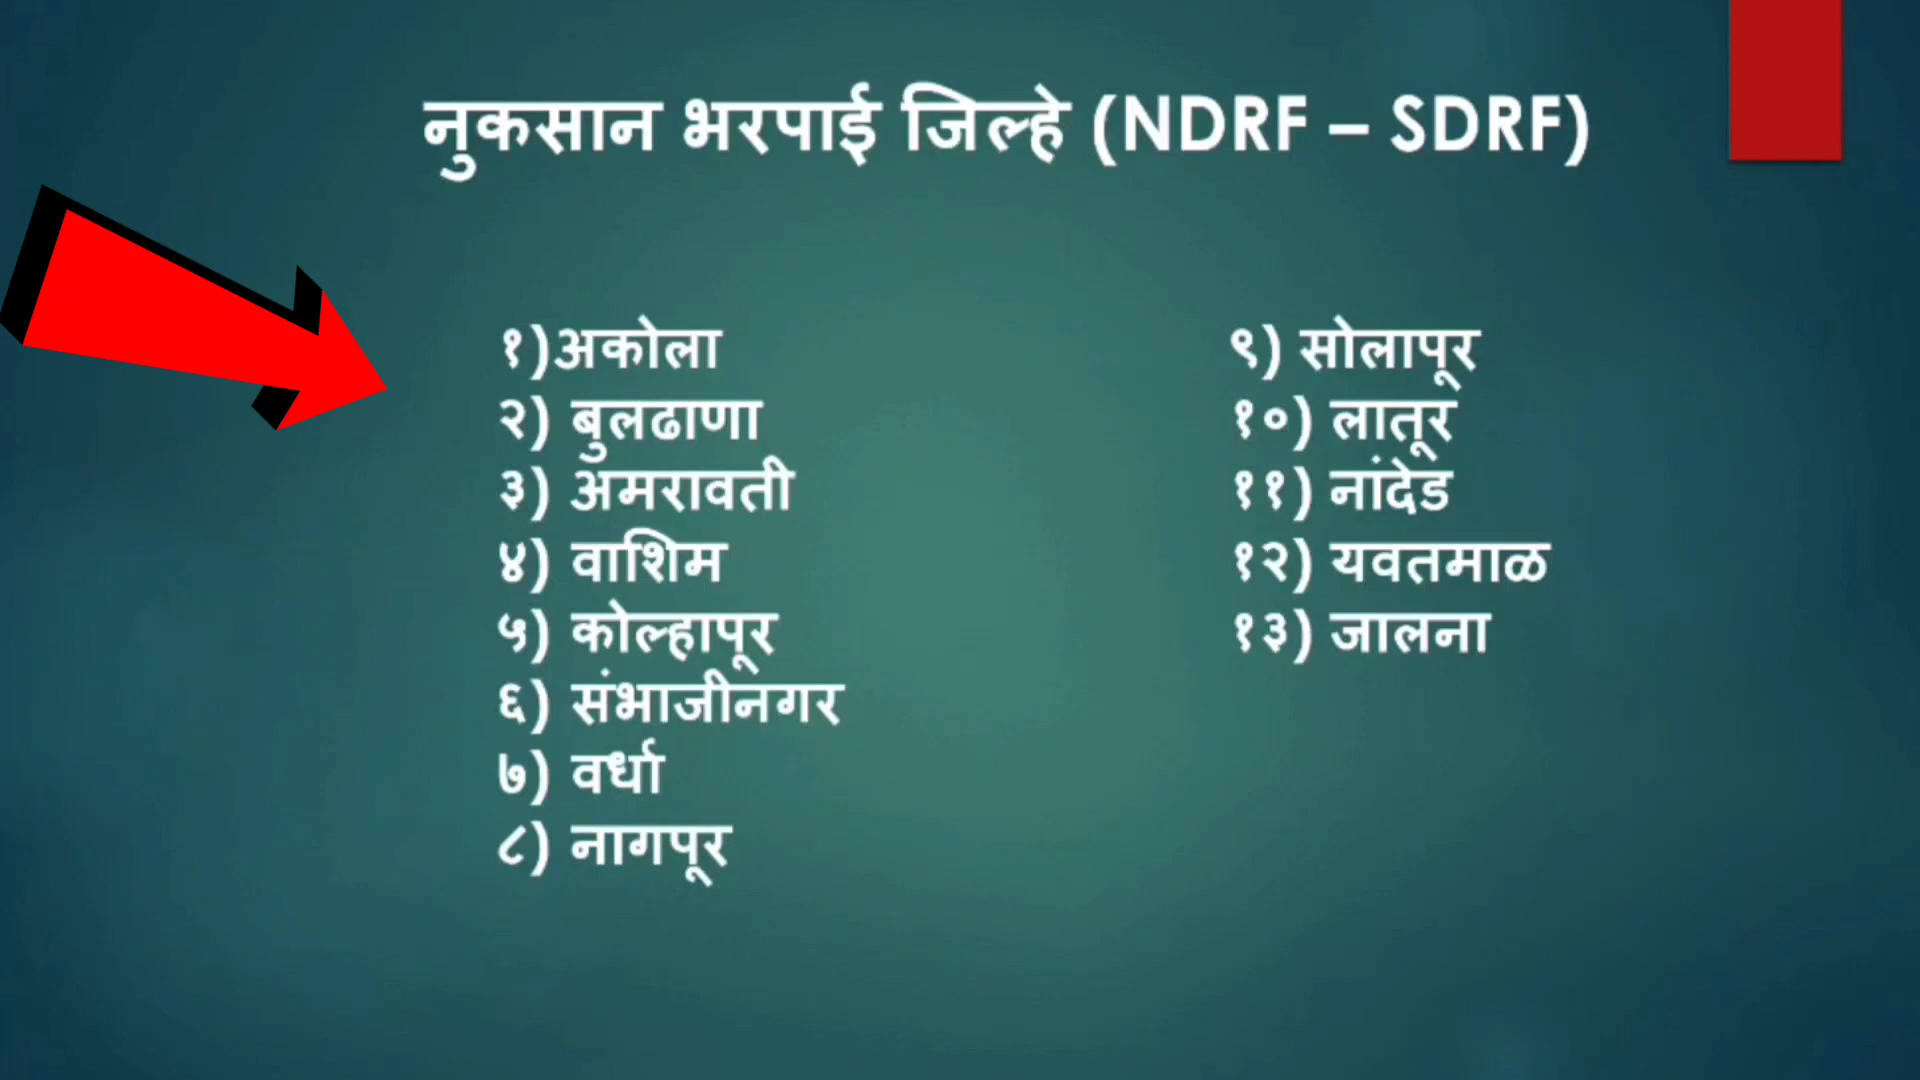 नुकसान भरपाई जिल्हे (NDRF – SDRF)
१)अकोला
२) बुलढाणा
३) अमरावती
४) वाशिम
५) कोल्हापूर
६) संभाजीनगर
७) वर्धा
८) नागपूर
९) सोलापूर
१०) लातूर
११) नांदेड
१२) यवतमाळ
१३) जालना